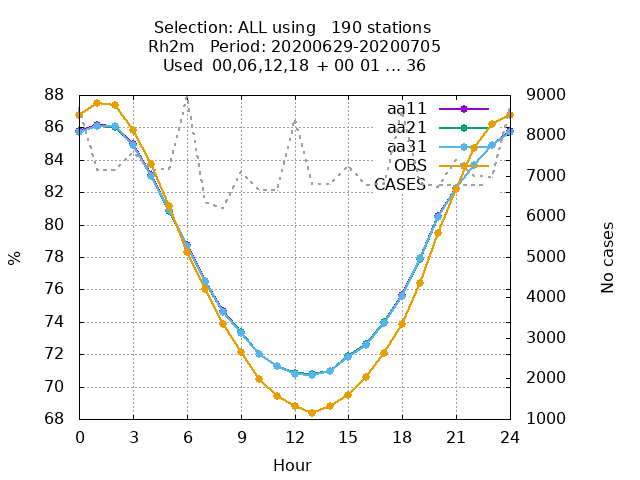 Selection: ALL using   190 stations
Rh2m   Period: 20200629-20200705
Used  00,06,12,18 + 00 01 ... 36
88 9000
86 8000
84 7000
82 6000
80 5000
78 4000
76 3000
74 2000
72 1000
70
68
aa11
aa21
aa31
OBS
CASES
%
No cases
0 3 6 9 12 15 18 21 24
Hour